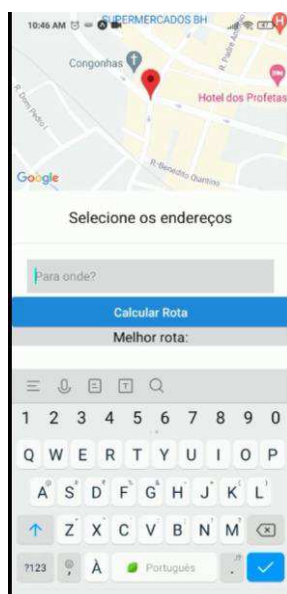 10:46 AM
SUPERMERCADOS BH
Congonhas
Hotel dos Profetas
R. Dom Pedro I
R. Padre
R. Benedito Quintino
Google
Selecione os endereços
Para onde?
Calcular Rota
Melhor rota:
1 2 3 4 5 6 7 8 9 0
Q W E R T Y U I O P
A S D F G H J K L
Z X C V B N M
?123 , À Português .